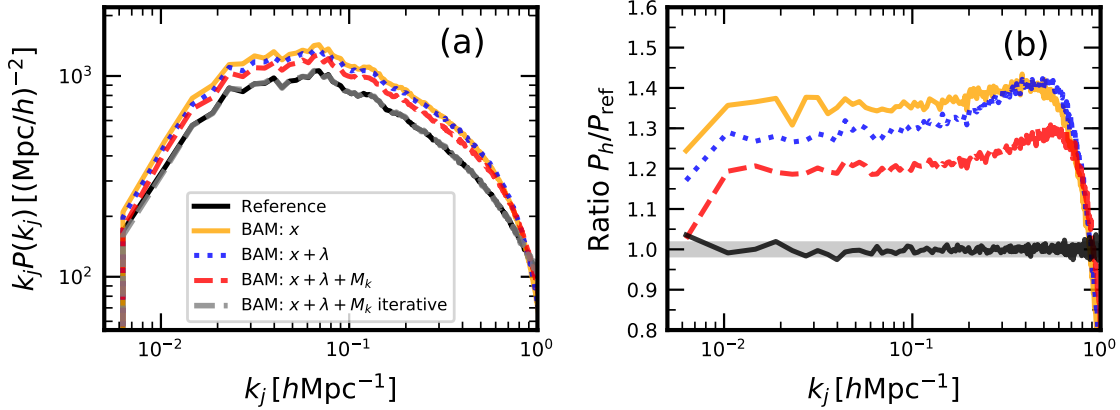 (a)
k_j P(k_j) [(Mpc/h)^{-2}]
10^3
10^2
Reference
BAM: x
BAM: x + λ
BAM: x + λ + M_k
BAM: x + λ + M_k iterative
10^{-2} 10^{-1} 10^0
k_j [hMpc^{-1}]
(b)
Ratio P_h/P_ref
1.6
1.5
1.4
1.3
1.2
1.1
1.0
0.9
0.8
10^{-2} 10^{-1} 10^0
k_j [hMpc^{-1}]